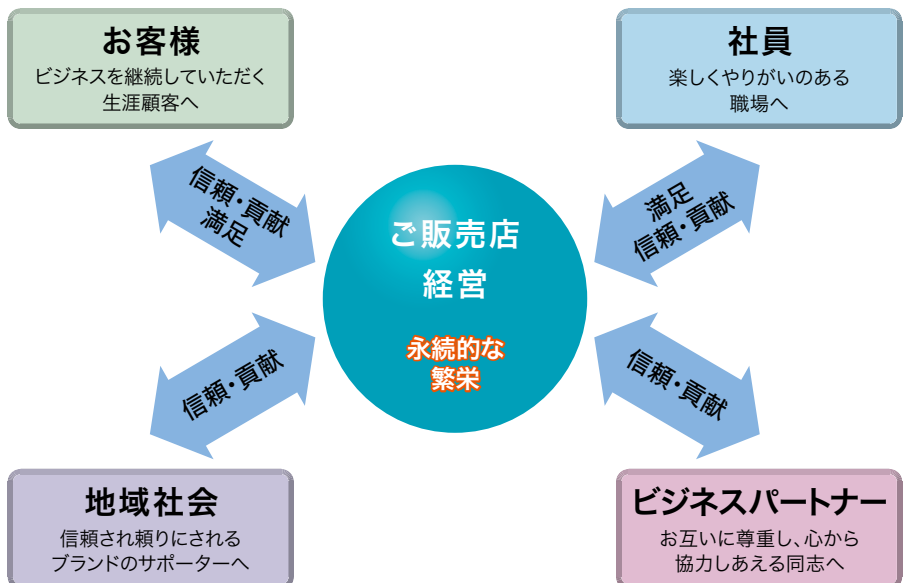 お客様
ビジネスを継続していただく
生涯顧客へ
社員
楽しくやりがいのある
職場へ
信頼・貢献
満足
満足
信頼・貢献
ご販売店
経営
永続的な
繁栄
信頼・貢献
信頼・貢献
地域社会
信頼され頼りにされる
ブランドのサポーターへ
ビジネスパートナー
お互いに尊重し、心から
協力しあえる同志へ